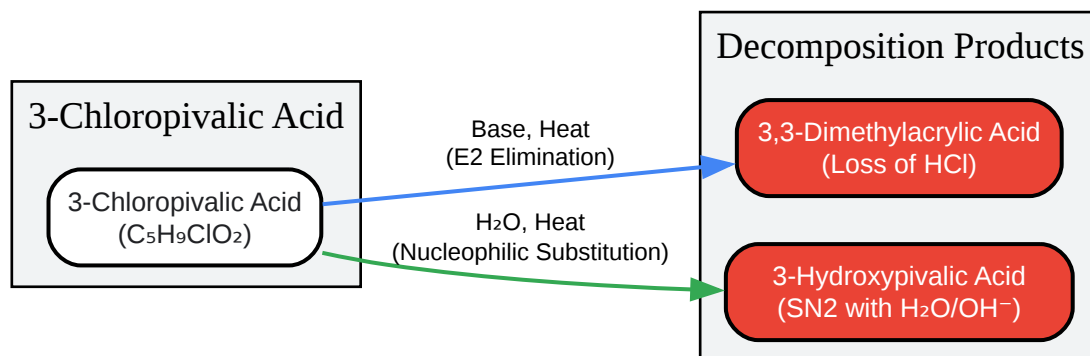 3-Chloropivalic Acid
3-Chloropivalic Acid
(C₅H₉ClO₂)
Base, Heat
(E2 Elimination)
H₂O, Heat
(Nucleophilic Substitution)
Decomposition Products
3,3-Dimethylacrylic Acid
(Loss of HCl)
3-Hydroxypivalic Acid
(SN2 with H₂O/OH⁻)